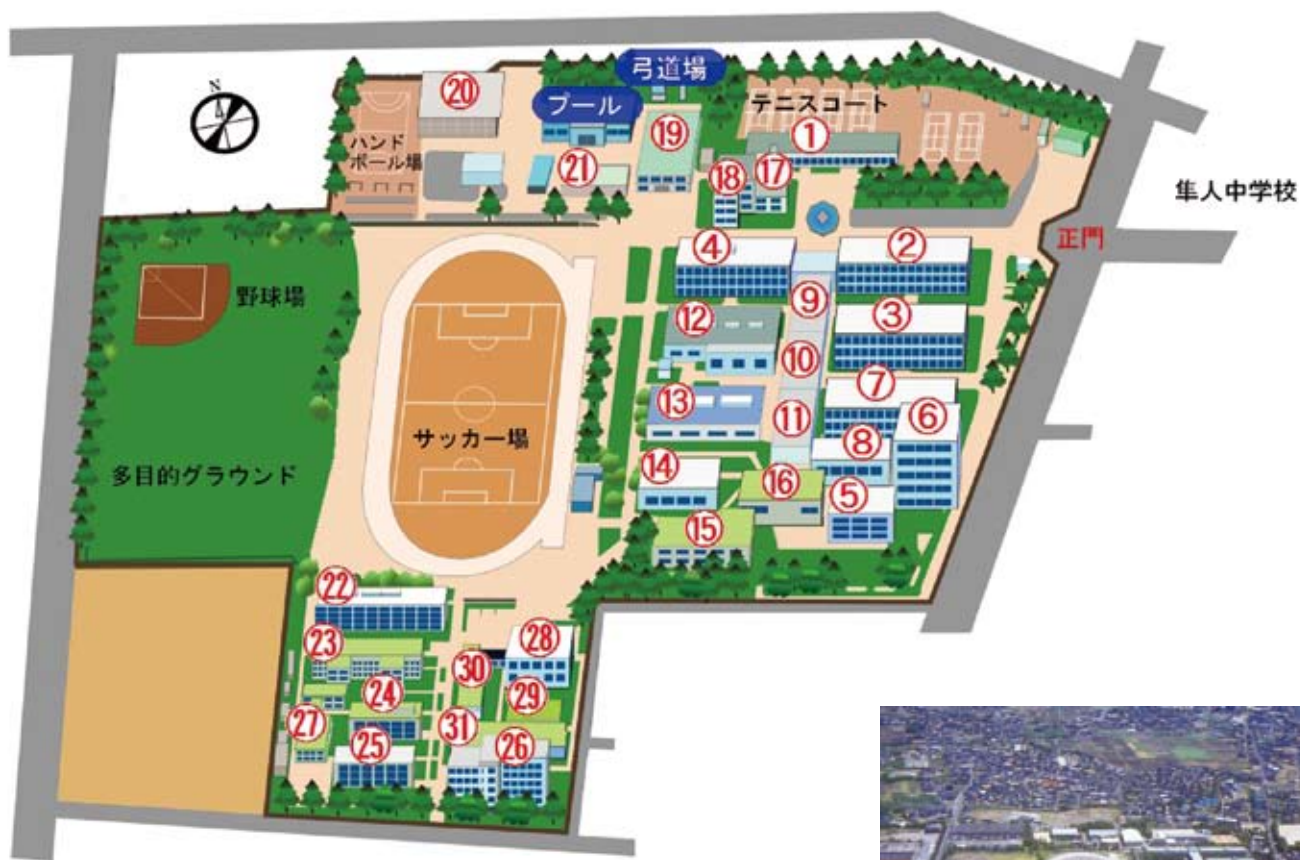 弓道場
プール
テニスコート
ハンド
ボール場
N
隼人中学校
正門
野球場
サッカー場
多目的グラウンド
⑳
⑲
①
⑰
⑱
㉑
④
②
⑨
③
⑫
⑩
⑦
⑬
⑪
⑥
⑧
⑭
⑯
⑤
⑮
㉒
㉓
㉘
㉚
㉔
㉙
㉗
㉛
㉕
㉖